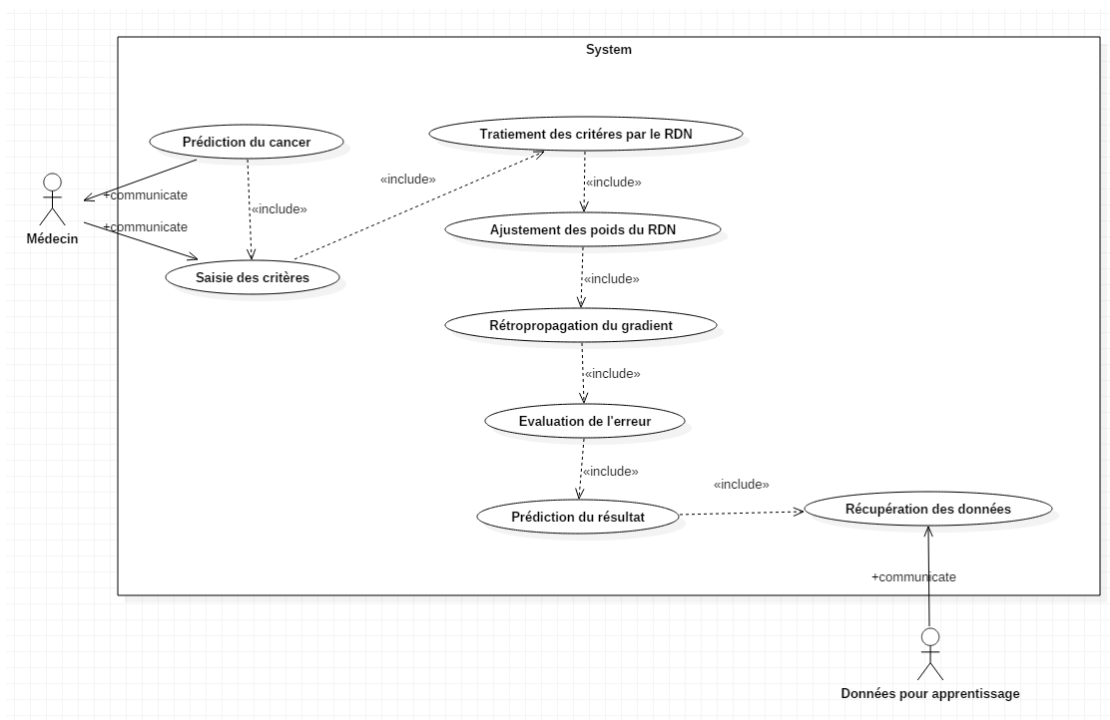 System
Prédiction du cancer
Tratiement des critéres par le RDN
«include»
«include»
+communicate
«include»
+communicate
Ajustement des poids du RDN
Médecin
Saisie des critères
«include»
Rétropropagation du gradient
«include»
Evaluation de l'erreur
«include»
«include»
Prédiction du résultat
Récupération des données
+communicate
Données pour apprentissage